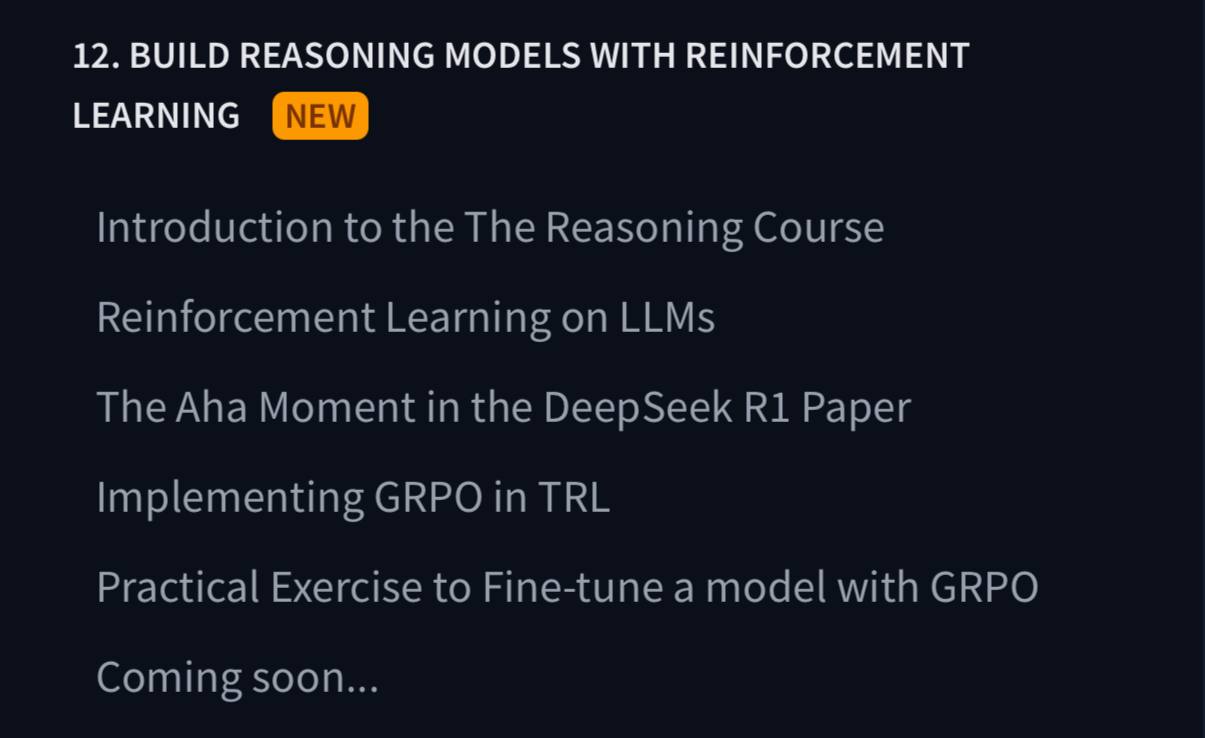 12. BUILD REASONING MODELS WITH REINFORCEMENT
LEARNING NEW
Introduction to the The Reasoning Course
Reinforcement Learning on LLMs
The Aha Moment in the DeepSeek R1 Paper
Implementing GRPO in TRL
Practical Exercise to Fine-tune a model with GRPO
Coming soon...